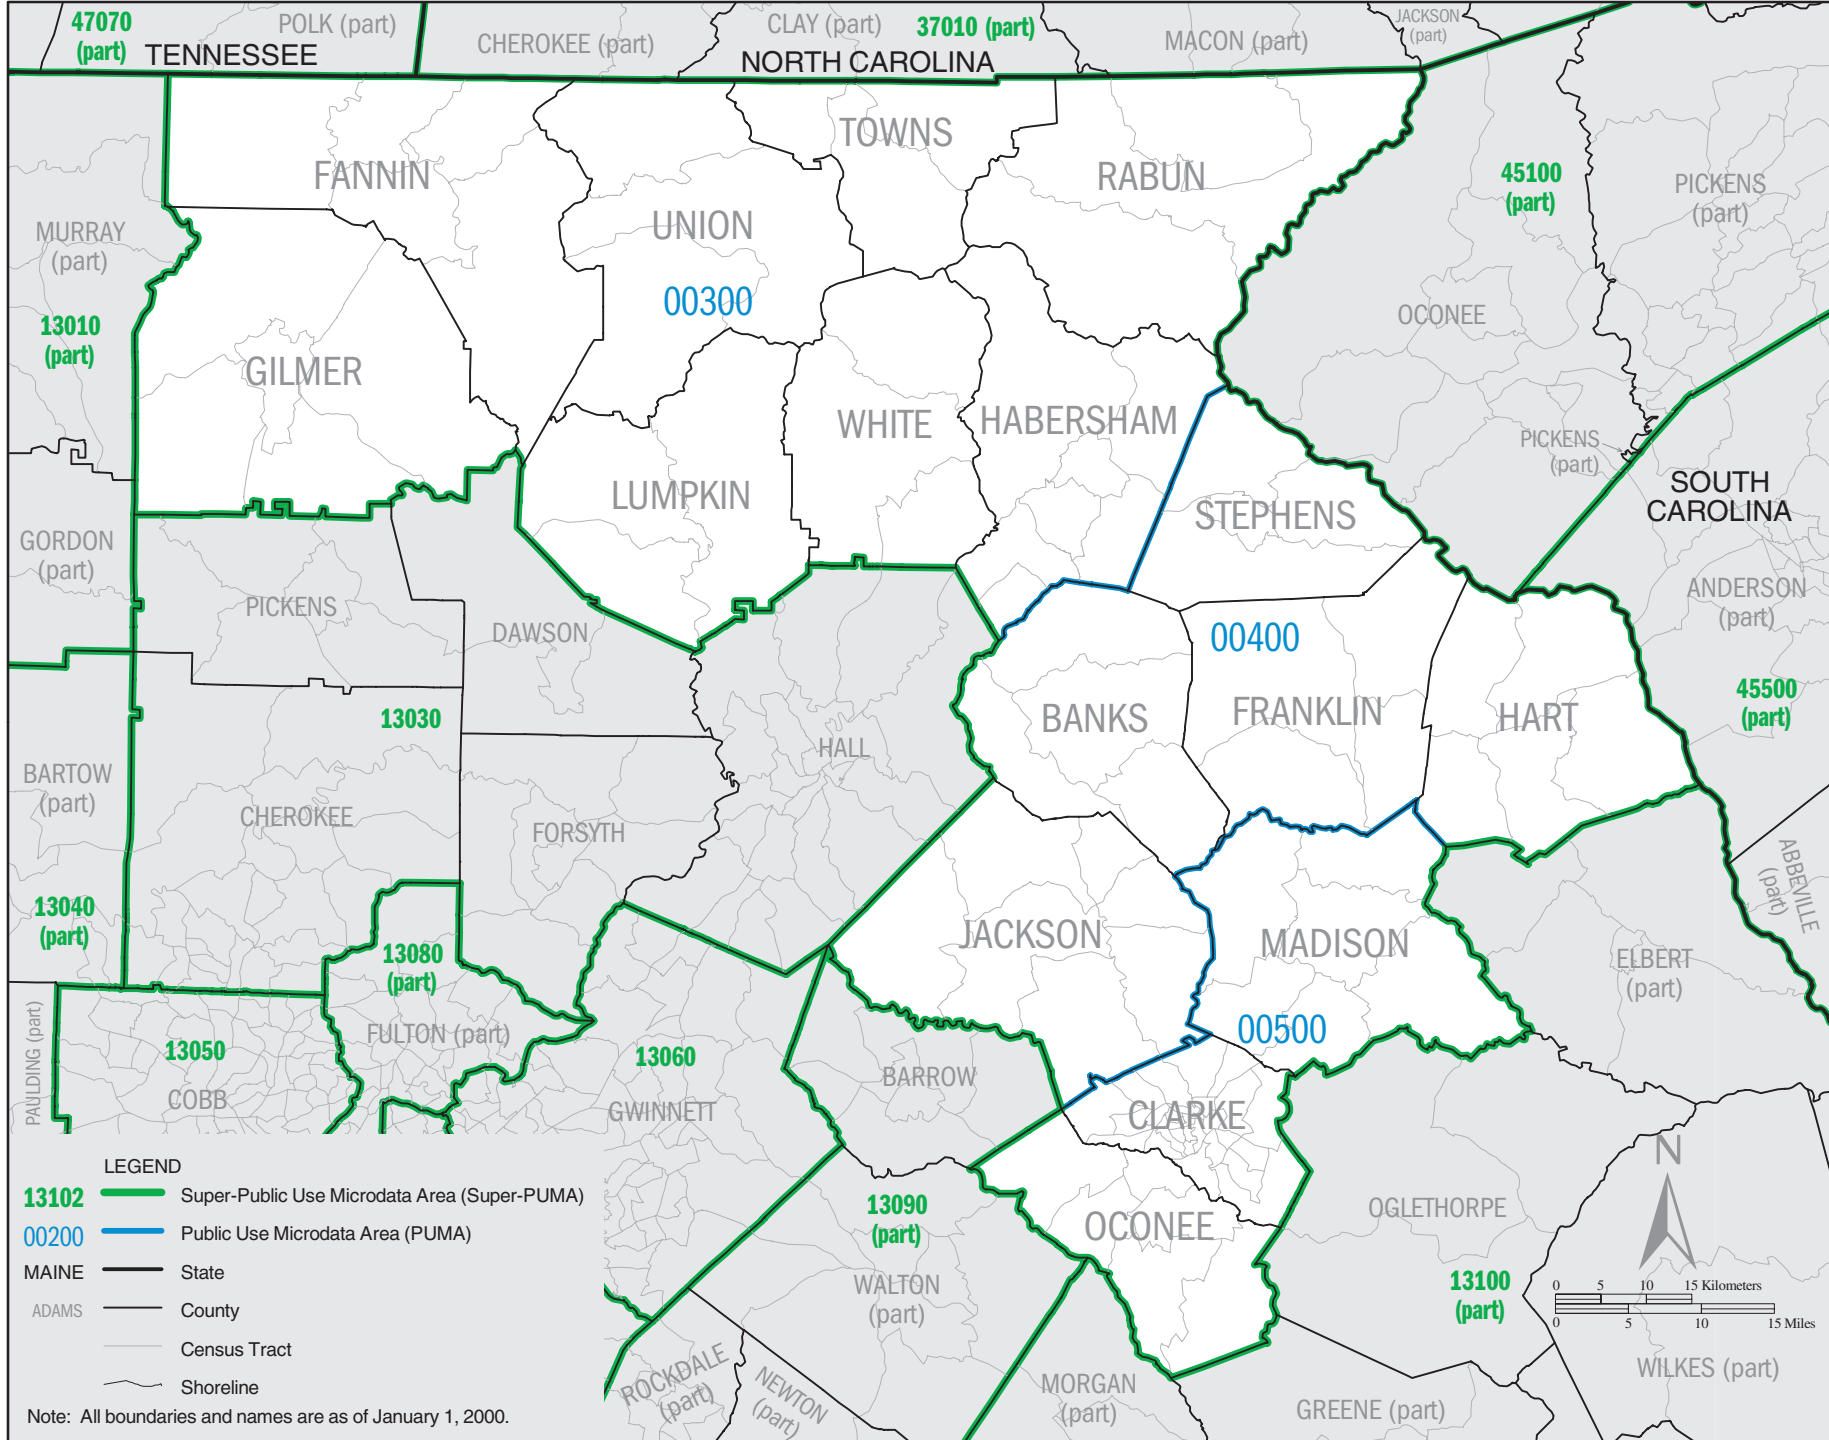 47070
(part)
POLK (part)
TENNESSEE
CHEROKEE (part)
CLAY (part)
37010 (part)
NORTH CAROLINA
MACON (part)
JACKSON
(part)
FANNIN
TOWNS
RABUN
45100
(part)
PICKENS
(part)
MURRAY
(part)
UNION
00300
13010
(part)
OCONEE
GILMER
WHITE
HABERSHAM
PICKENS
(part)
LUMPKIN
STEPHENS
SOUTH
CAROLINA
GORDON
(part)
PICKENS
DAWSON
ANDERSON
(part)
00400
13030
BANKS
FRANKLIN
HART
45500
(part)
HALL
BARTOW
(part)
CHEROKEE
FORSYTH
ABBEVILLE
(part)
13040
(part)
13080
(part)
JACKSON
MADISON
ELBERT
(part)
PAULDING (part)
13050
FULTON (part)
13060
00500
COBB
GWINNETT
BARROW
CLARKE
N
LEGEND
13102 Super-Public Use Microdata Area (Super-PUMA)
00200 Public Use Microdata Area (PUMA)
MAINE State
ADAMS County
Census Tract
Shoreline
Note: All boundaries and names are as of January 1, 2000.
13090
(part)
OCONEE
OGLETHORPE
WALTON
(part)
13100
(part)
0 5 10 15 Kilometers
0 5 10 15 Miles
ROCKDALE
(part)
NEWTON
(part)
MORGAN
(part)
GREENE (part)
WILKES (part)